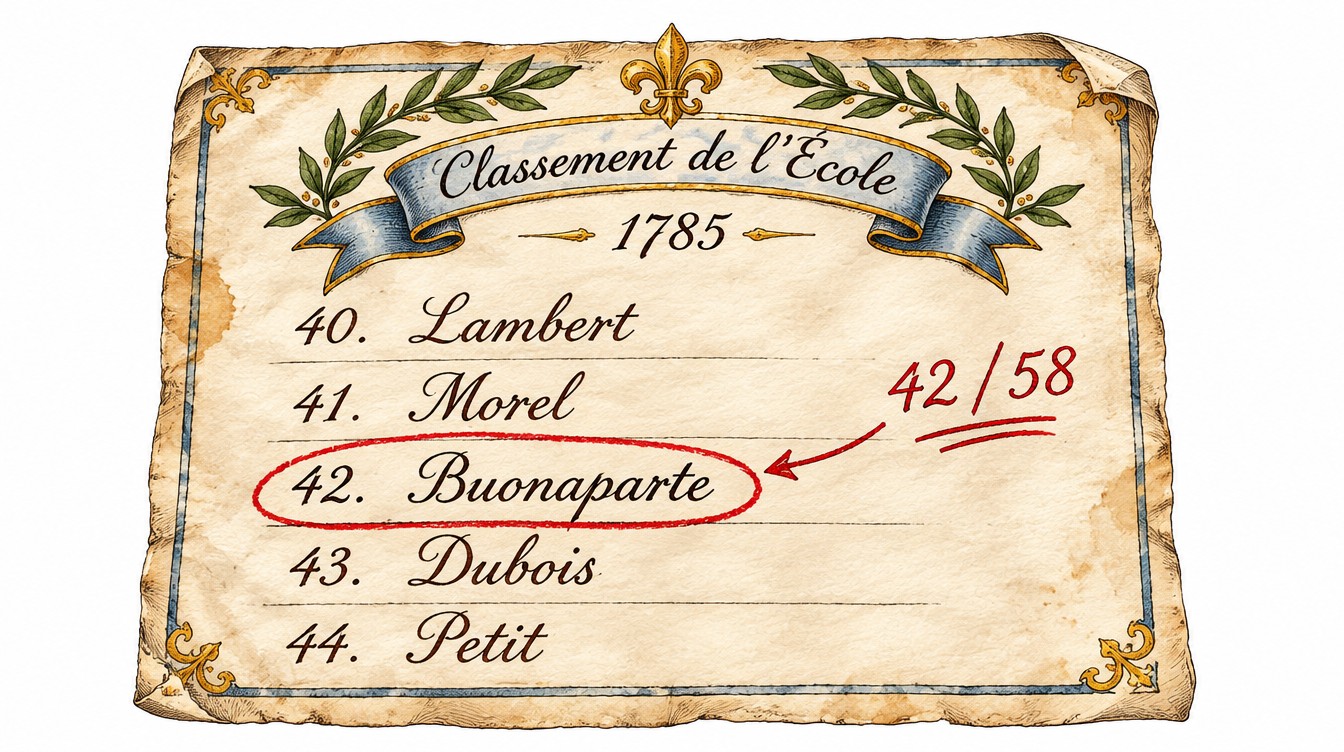 Classement de l'École
1785
40. Lambert
41. Morel
42/58
42. Buonaparte
43. Dubois
44. Petit